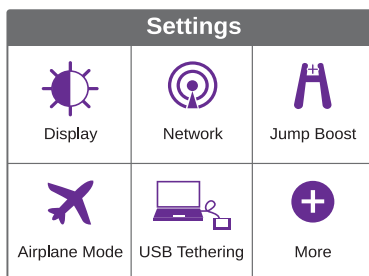 Settings
Display
Network
Jump Boost
Airplane Mode
USB Tethering
More